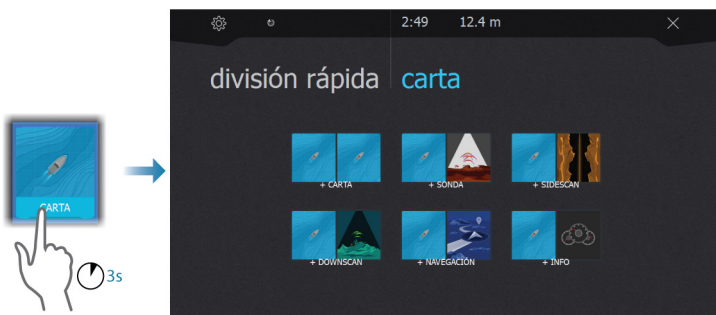 2:49 12.4 m
división rápida carta
CARTA
3s
+ CARTA + SONDA + SIDESCAN
+ DOWNSCAN + NAVEGACIÓN + INFO